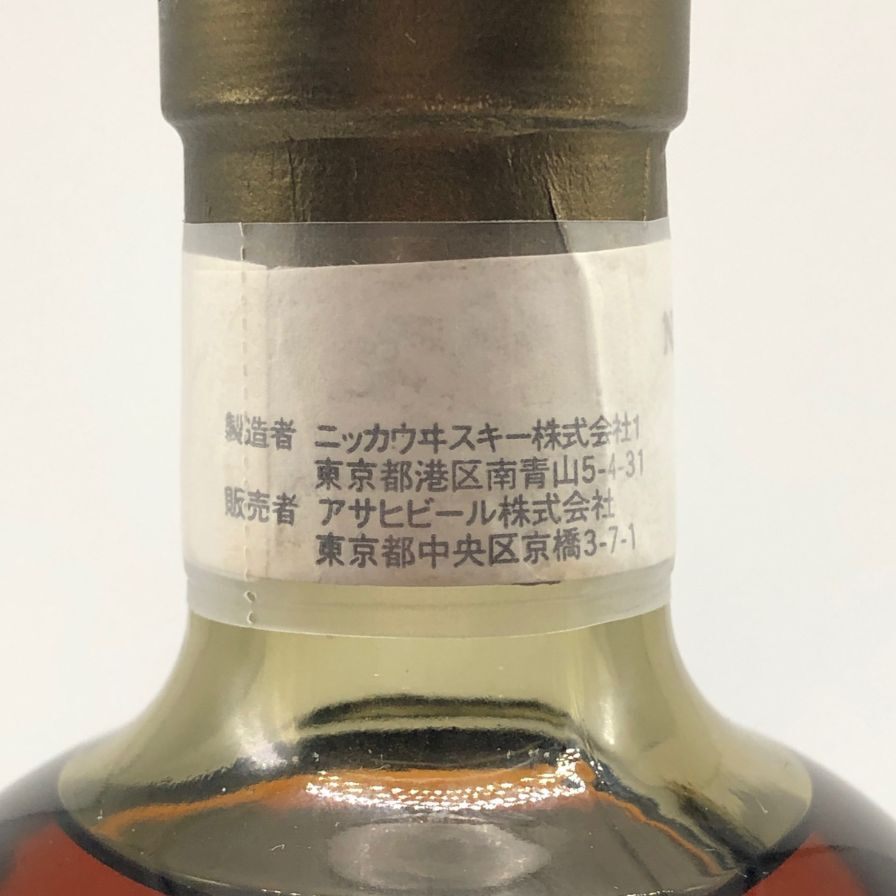 製造者 ニッカウヰスキー株式会社1
東京都港区南青山5-4-31
販売者 アサヒビール株式会社
東京都中央区京橋3-7-1
N